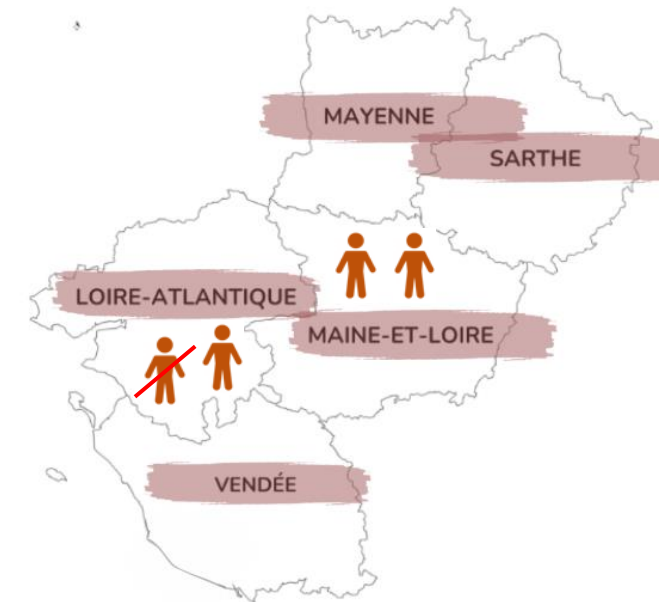 MAYENNE
SARTHE
LOIRE-ATLANTIQUE
MAINE-ET-LOIRE
VENDÉE